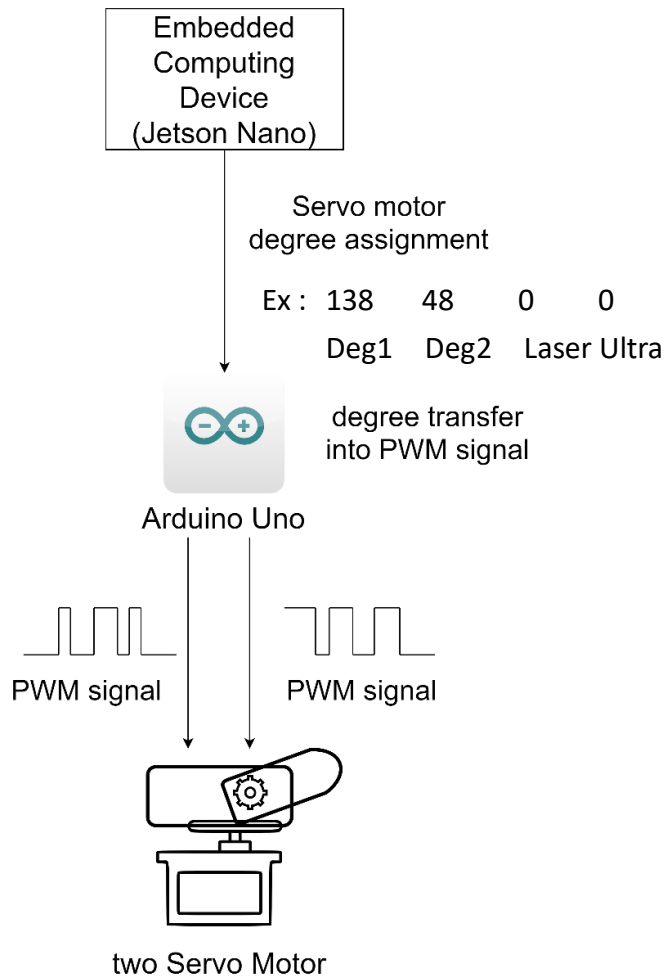 Embedded
Computing
Device
(Jetson Nano)
Servo motor
degree assignment
Ex : 138 48 0 0
Deg1 Deg2 Laser Ultra
degree transfer
into PWM signal
Arduino Uno
PWM signal
PWM signal
two Servo Motor